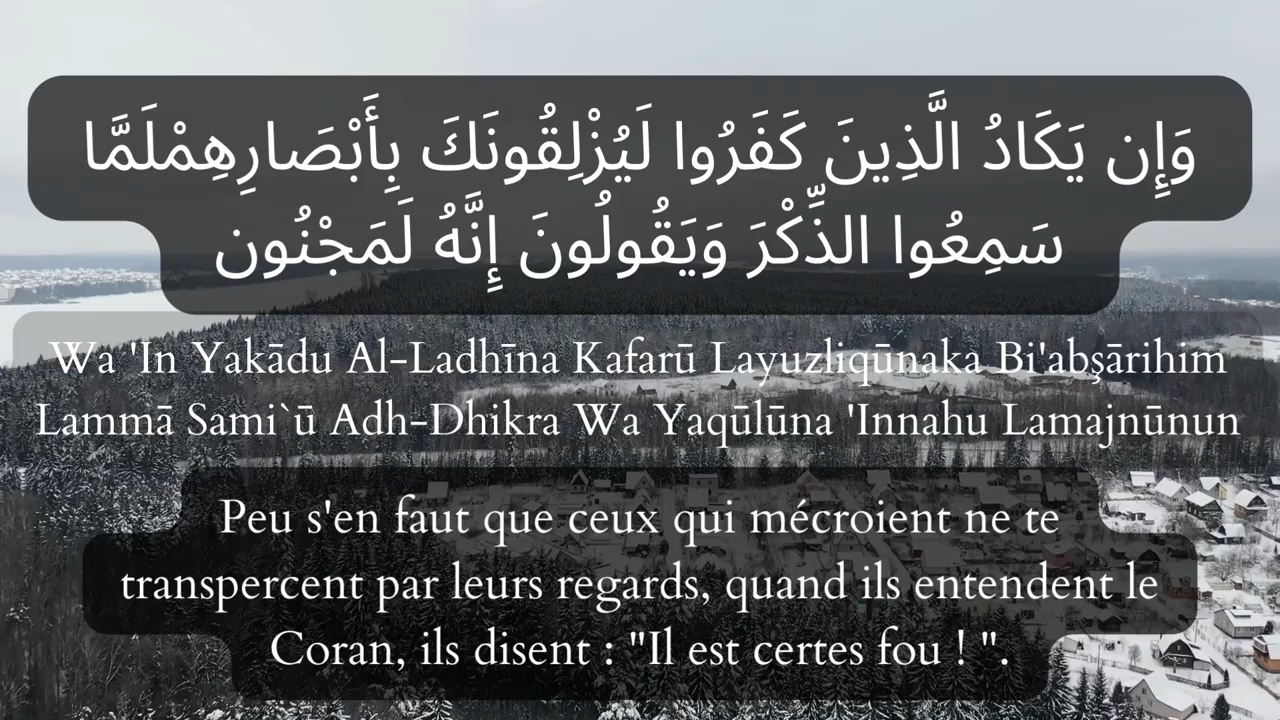 وَإِن يَكَادُ الَّذِينَ كَفَرُوا لَيُزْلِقُونَكَ بِأَبْصَارِهِمْلَمَّا
سَمِعُوا الذِّكْرَ وَيَقُولُونَ إِنَّهُ لَمَجْنُون
Wa 'In Yakādu Al-Ladhīna Kafarū Layuzliqūnaka Bi'abşārihim
Lammā Sami`ū Adh-Dhikra Wa Yaqūlūna 'Innahu Lamajnūnun
Peu s'en faut que ceux qui mécroient ne te
transpercent par leurs regards, quand ils entendent le
Coran, ils disent : "Il est certes fou ! ".